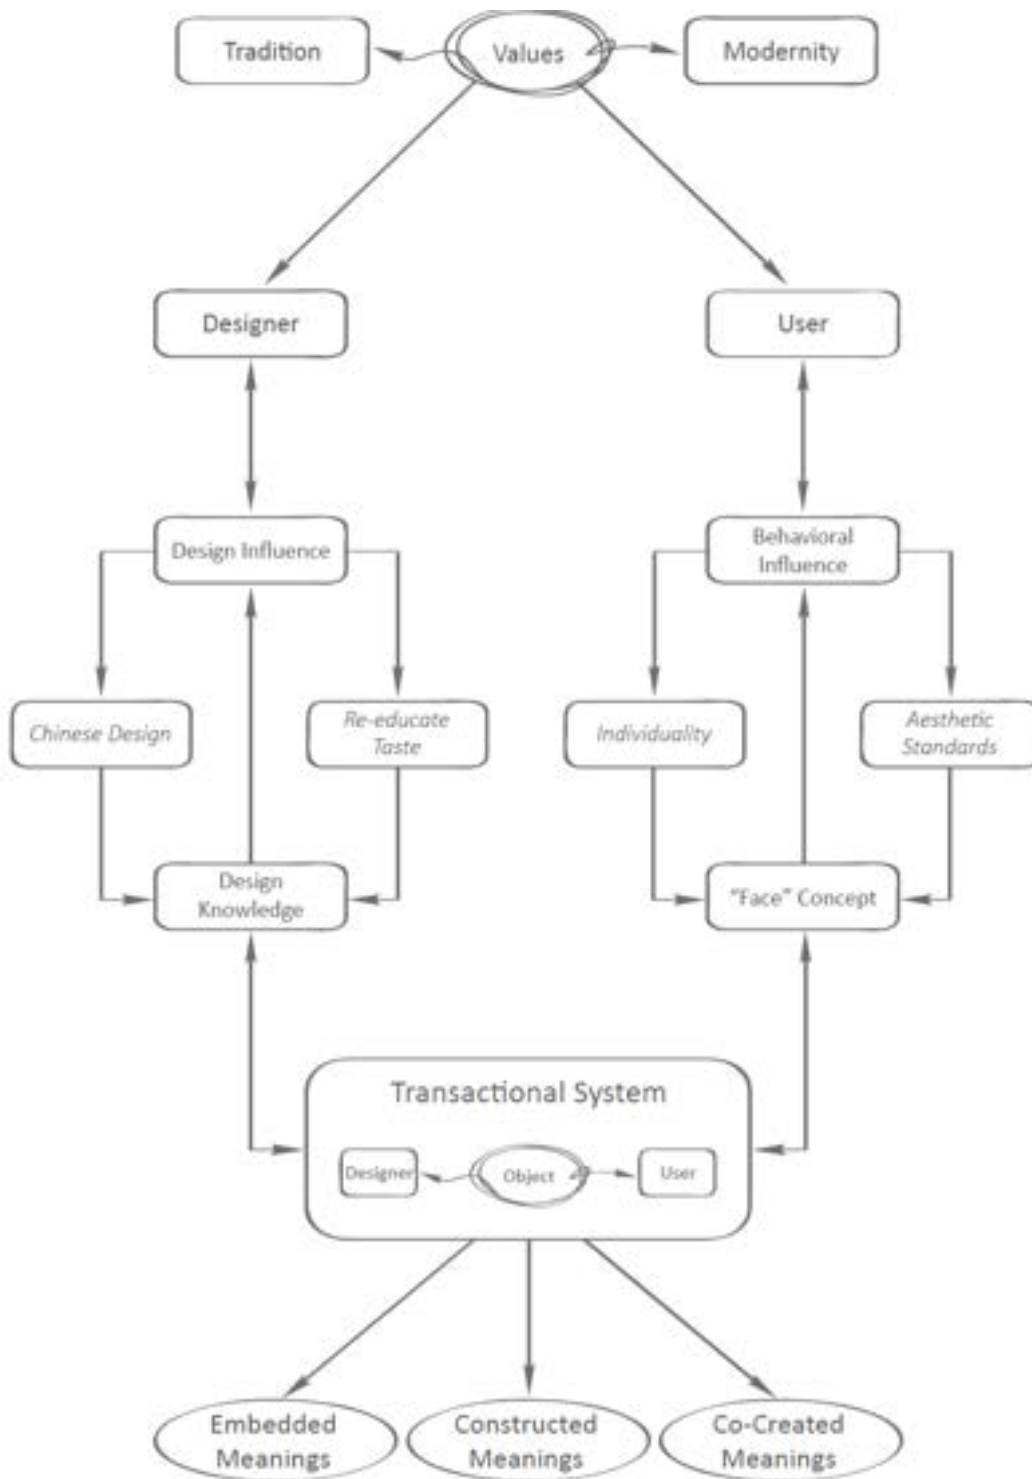 Tradition
Values
Modernity
Designer
User
Design Influence
Behavioral
Influence
Chinese Design
Re-educate
Taste
Individuality
Aesthetic
Standards
Design
Knowledge
"Face" Concept
Transactional System
Designer
Object
User
Embedded
Meanings
Constructed
Meanings
Co-Created
Meanings